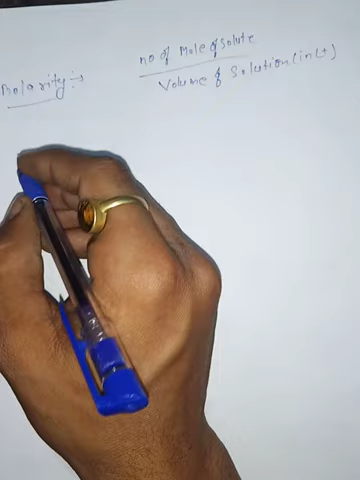 no of Mole of Solute
Molarity :→
Volume of Solution (in Lt)